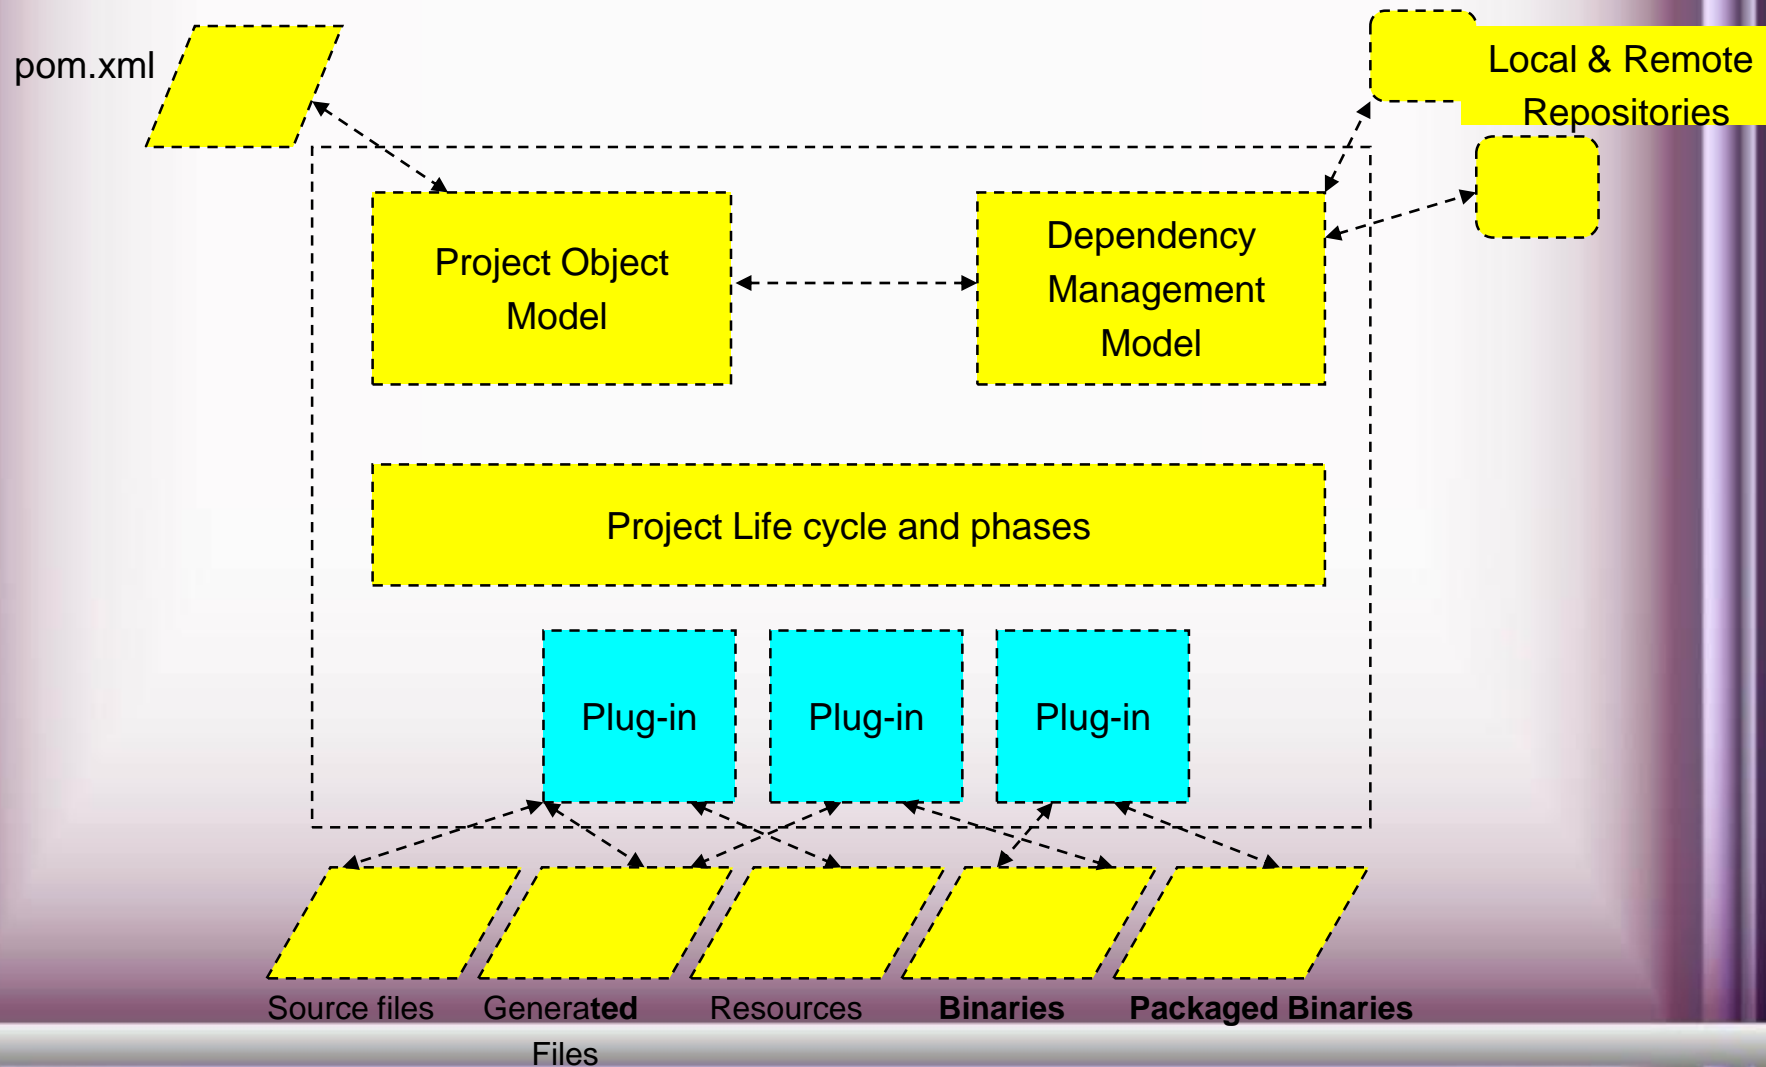 pom.xml
Local & Remote
Repositories
Project Object
Model
Dependency
Management
Model
Project Life cycle and phases
Plug-in
Plug-in
Plug-in
Source files
Generated
Files
Resources
Binaries
Packaged Binaries